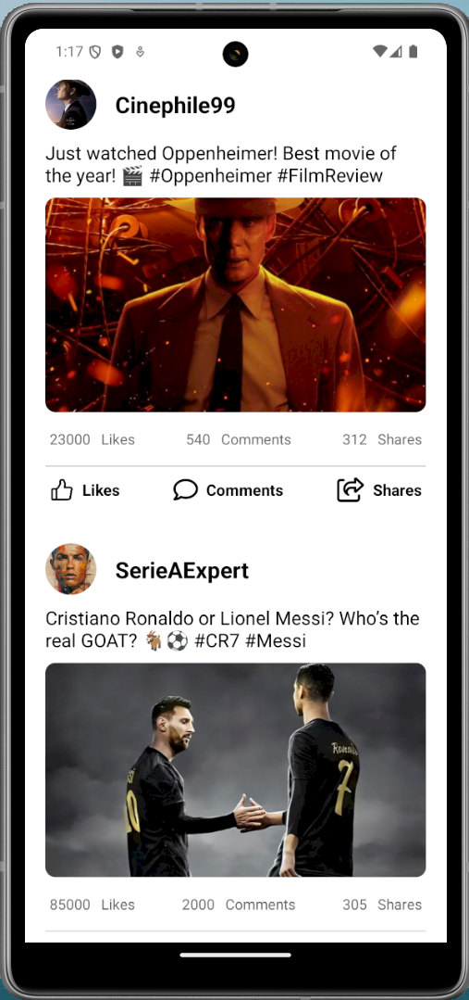 1:17
Cinephile99
Just watched Oppenheimer! Best movie of
the year! 🎬 #Oppenheimer #FilmReview
23000 Likes 540 Comments 312 Shares
Likes Comments Shares
SerieAExpert
Cristiano Ronaldo or Lionel Messi? Who’s the
real GOAT? 🐐⚽ #CR7 #Messi
10
Ronaldo
7
85000 Likes 2000 Comments 305 Shares